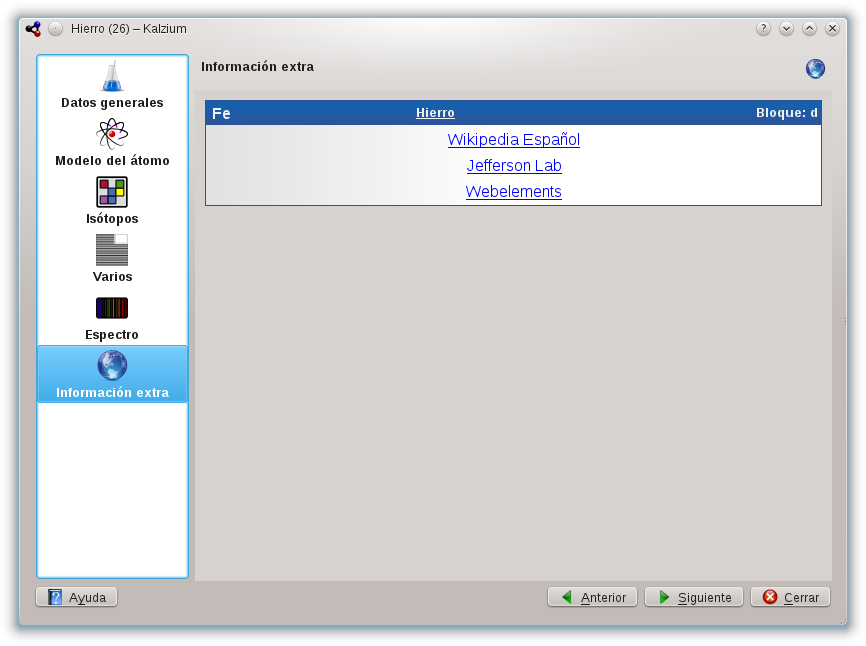 Hierro (26) – Kalzium
Datos generales
Modelo del átomo
Isótopos
Varios
Espectro
Información extra
Información extra
Fe Hierro Bloque: d
Wikipedia Español
Jefferson Lab
Webelements
Ayuda
Anterior Siguiente Cerrar